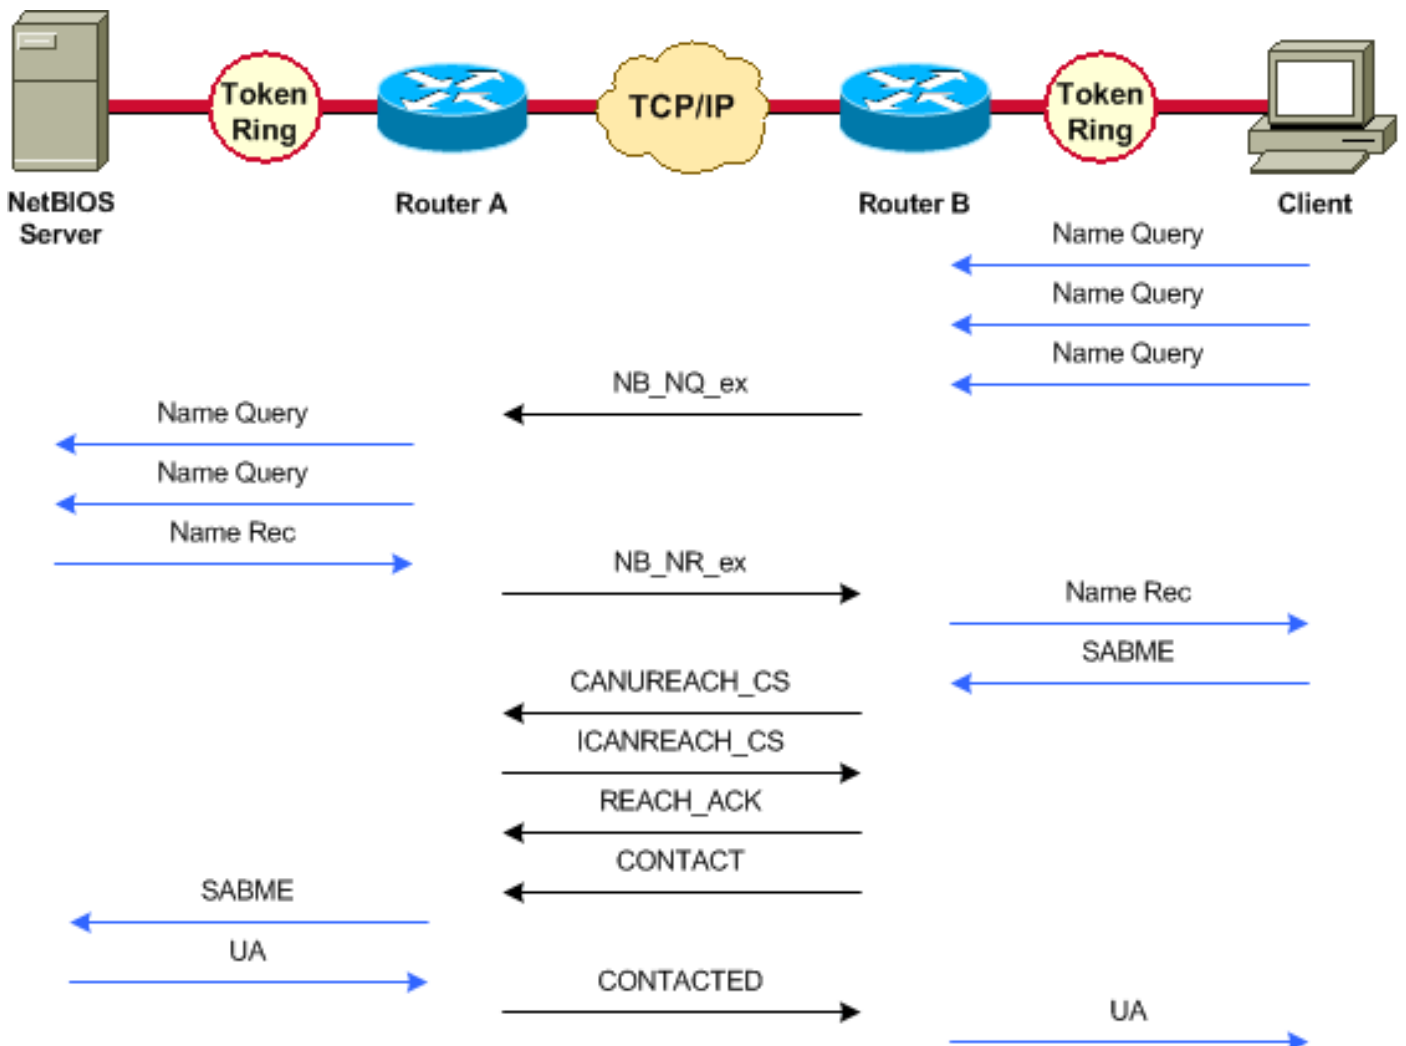 Token
Ring
TCP/IP
Token
Ring
NetBIOS
Server
Router A
Router B
Client
Name Query
Name Query
Name Query
NB_NQ_ex
Name Query
Name Query
Name Rec
NB_NR_ex
Name Rec
SABME
CANUREACH_CS
ICANREACH_CS
REACH_ACK
CONTACT
SABME
UA
CONTACTED
UA